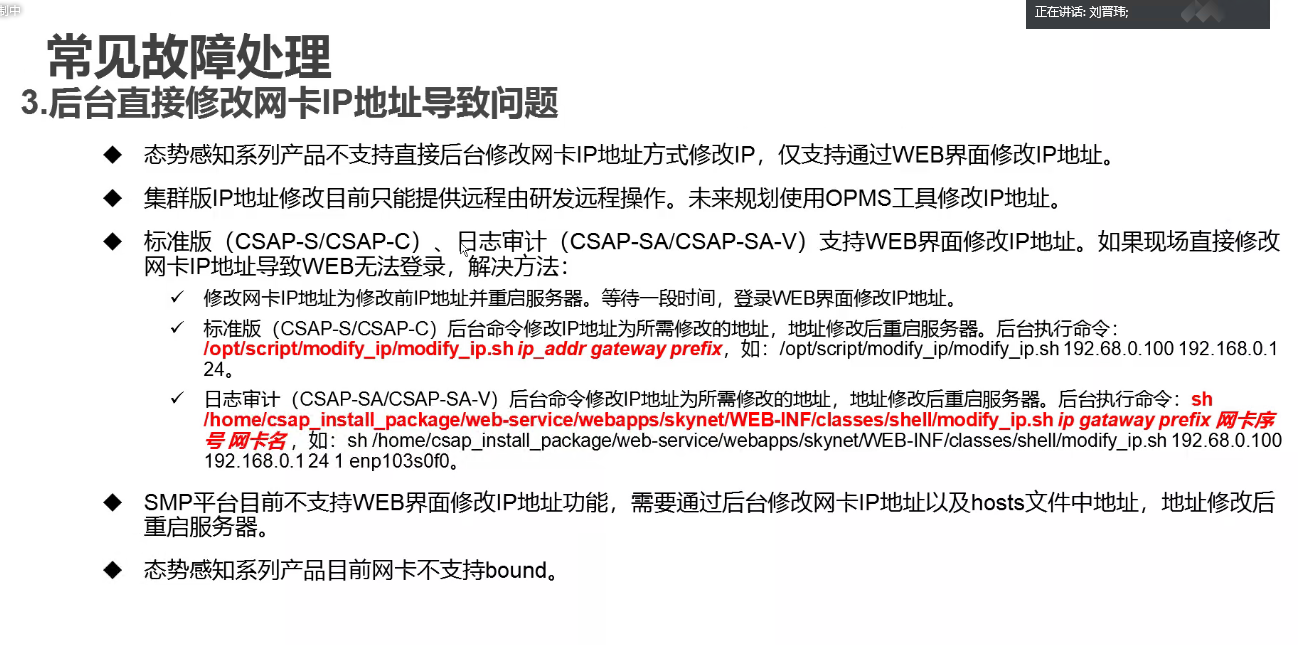 制中
正在讲话: 刘晋玮;
常见故障处理
3.后台直接修改网卡IP地址导致问题
◆ 态势感知系列产品不支持直接后台修改网卡IP地址方式修改IP，仅支持通过WEB界面修改IP地址。
◆ 集群版IP地址修改目前只能提供远程由研发远程操作。未来规划使用OPMS工具修改IP地址。
◆ 标准版（CSAP-S/CSAP-C）、日志审计（CSAP-SA/CSAP-SA-V）支持WEB界面修改IP地址。如果现场直接修改
网卡IP地址导致WEB无法登录，解决方法：
✓ 修改网卡IP地址为修改前IP地址并重启服务器。等待一段时间，登录WEB界面修改IP地址。
✓ 标准版（CSAP-S/CSAP-C）后台命令修改IP地址为所需修改的地址，地址修改后重启服务器。后台执行命令：
/opt/script/modify_ip/modify_ip.sh ip_addr gateway prefix，如：/opt/script/modify_ip/modify_ip.sh 192.68.0.100 192.168.0.1
24。
✓ 日志审计（CSAP-SA/CSAP-SA-V）后台命令修改IP地址为所需修改的地址，地址修改后重启服务器。后台执行命令：sh
/home/csap_install_package/web-service/webapps/skynet/WEB-INF/classes/shell/modify_ip.sh ip gataway prefix 网卡序
号 网卡名，如：sh /home/csap_install_package/web-service/webapps/skynet/WEB-INF/classes/shell/modify_ip.sh 192.68.0.100
192.168.0.1 24 1 enp103s0f0。
◆ SMP平台目前不支持WEB界面修改IP地址功能，需要通过后台修改网卡IP地址以及hosts文件中地址，地址修改后
重启服务器。
◆ 态势感知系列产品目前网卡不支持bound。